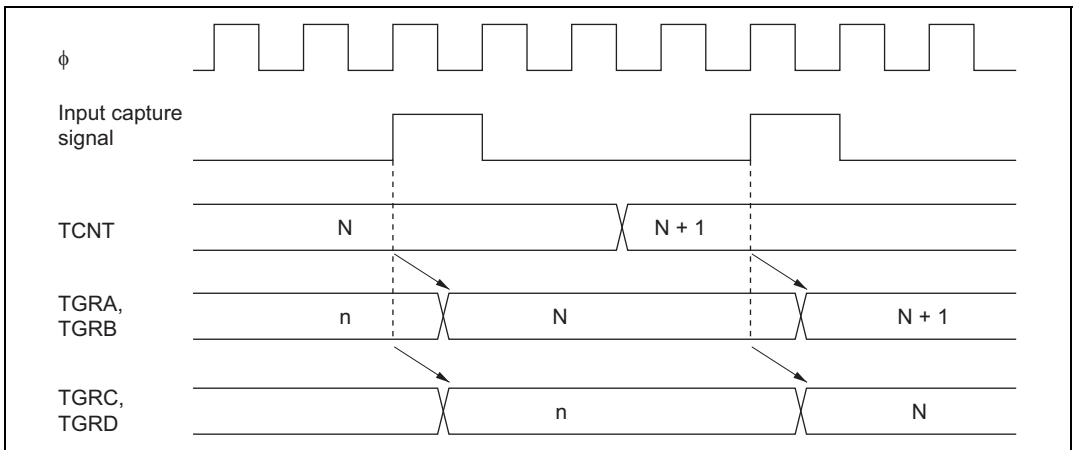 ϕ
Input capture
signal
TCNT
N
N + 1
TGRA,
TGRB
n
N
N + 1
TGRC,
TGRD
n
N